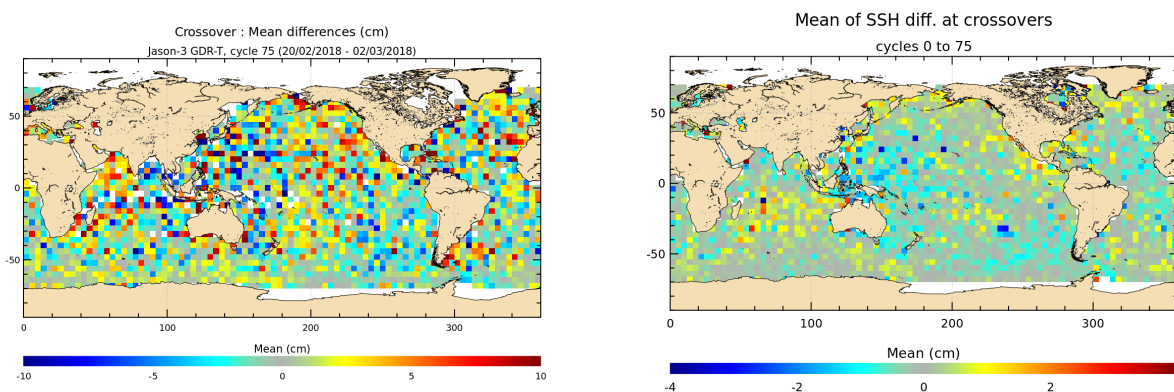 Crossover : Mean differences (cm)
Jason-3 GDR-T, cycle 75 (20/02/2018 - 02/03/2018)
50
0
-50
0 100 200 300
Mean (cm)
-10 -5 0 5 10
Mean of SSH diff. at crossovers
cycles 0 to 75
50
0
-50
0 100 200 300
Mean (cm)
-4 -2 0 2